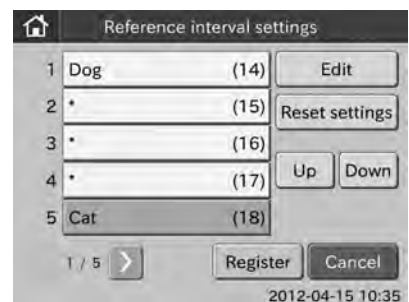 Reference interval settings
1 Dog (14) Edit
2 * (15) Reset settings
3 * (16)
4 * (17) Up Down
5 Cat (18)
1 / 5 > Register Cancel
2012-04-15 10:35